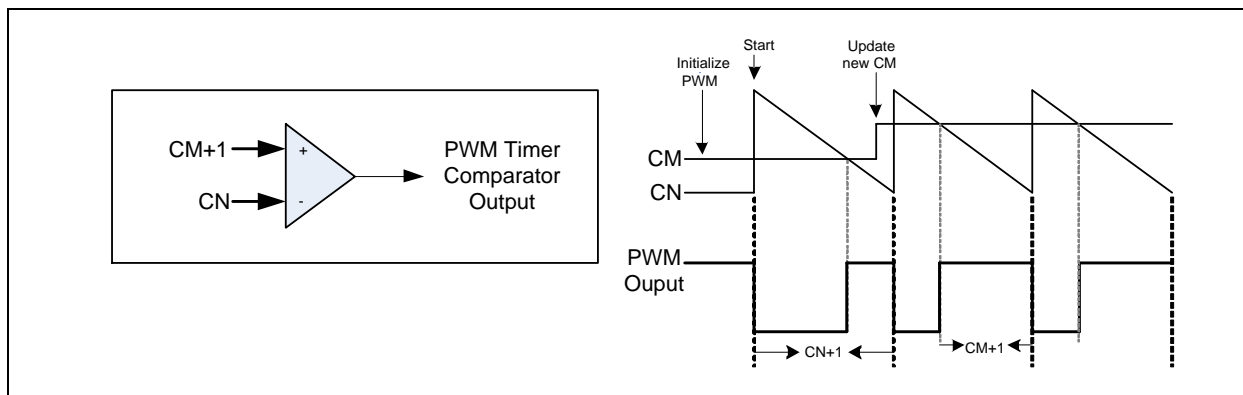 CM+1
CN
+
-
PWM Timer
Comparator
Output
Start
Initialize
PWM
Update
new CM
CM
CN
PWM
Ouput
CN+1
CM+1